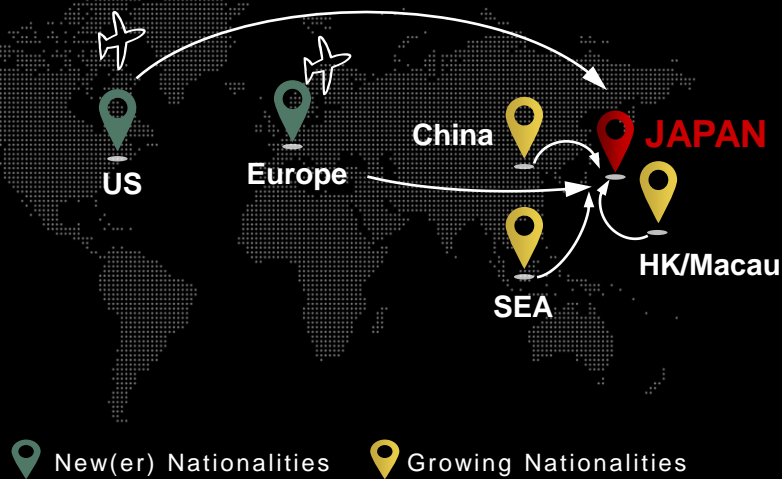 China
JAPAN
US
Europe
HK/Macau
SEA
New(er) Nationalities
Growing Nationalities